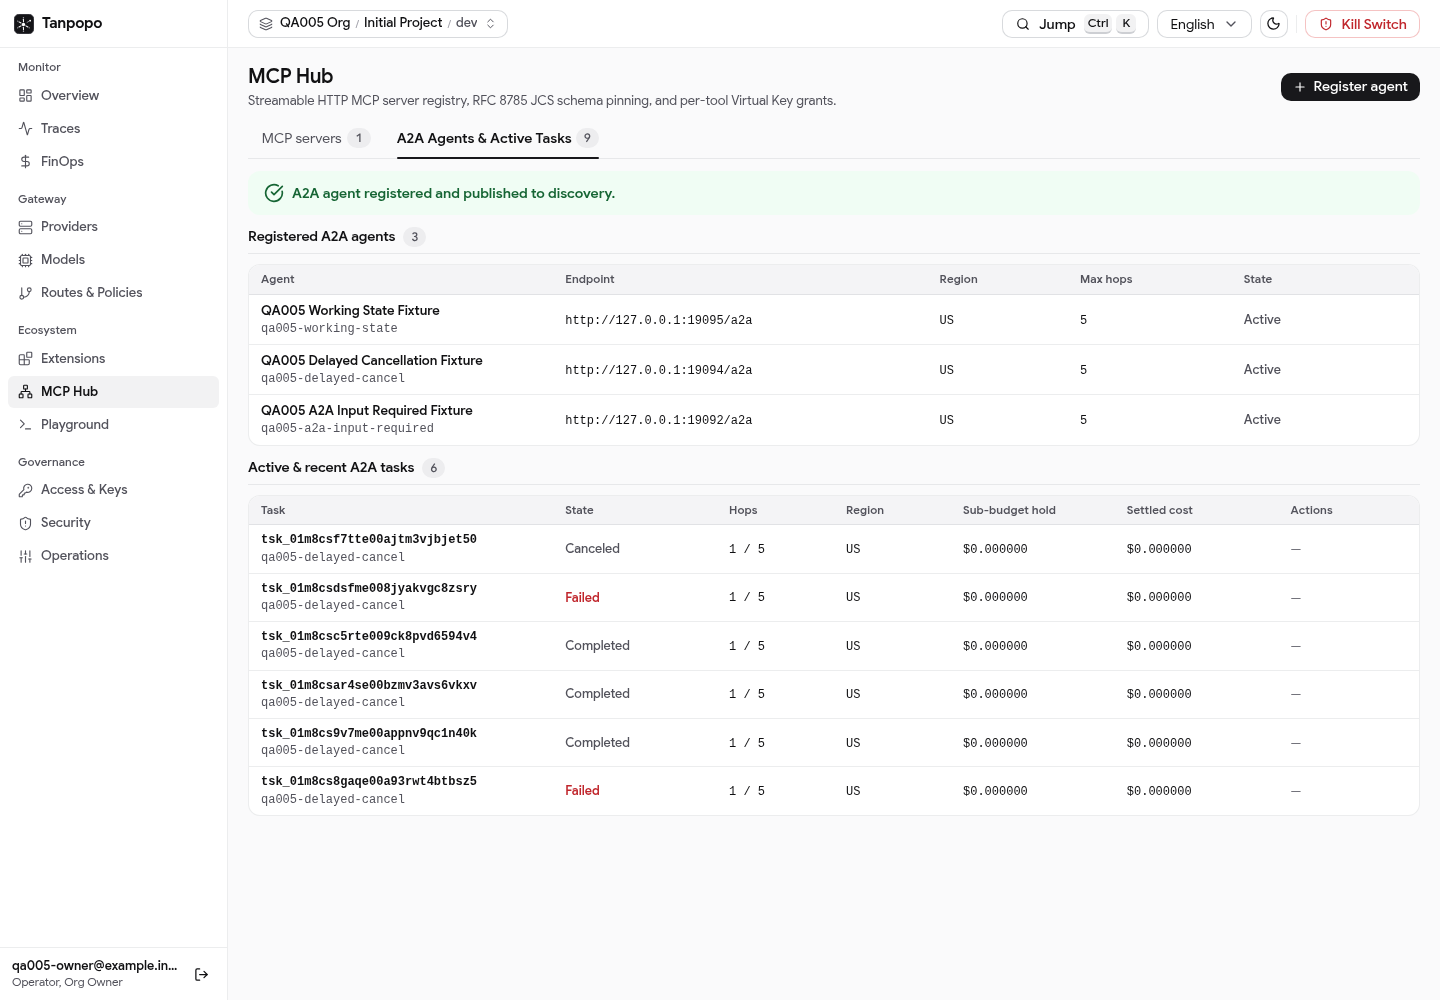 Tanpopo
QA005 Org / Initial Project / dev
Jump Ctrl K
English
Kill Switch
Monitor
Overview
Traces
FinOps
Gateway
Providers
Models
Routes & Policies
Ecosystem
Extensions
MCP Hub
Playground
Governance
Access & Keys
Security
Operations
qa005-owner@example.in...
Operator, Org Owner
MCP Hub
Streamable HTTP MCP server registry, RFC 8785 JCS schema pinning, and per-tool Virtual Key grants.
+ Register agent
MCP servers 1
A2A Agents & Active Tasks 9
A2A agent registered and published to discovery.
Registered A2A agents 3
Agent Endpoint Region Max hops State
QA005 Working State Fixture
qa005-working-state
http://127.0.0.1:19095/a2a US 5 Active
QA005 Delayed Cancellation Fixture
qa005-delayed-cancel
http://127.0.0.1:19094/a2a US 5 Active
QA005 A2A Input Required Fixture
qa005-a2a-input-required
http://127.0.0.1:19092/a2a US 5 Active
Active & recent A2A tasks 6
Task State Hops Region Sub-budget hold Settled cost Actions
tsk_01m8csf7tte00ajtm3vjbjet50
qa005-delayed-cancel
Canceled 1 / 5 US $0.000000 $0.000000 —
tsk_01m8csdsfme008jyakvgc8zsry
qa005-delayed-cancel
Failed 1 / 5 US $0.000000 $0.000000 —
tsk_01m8csc5rte009ck8pvd6594v4
qa005-delayed-cancel
Completed 1 / 5 US $0.000000 $0.000000 —
tsk_01m8csar4se00bzmv3avs6vkxv
qa005-delayed-cancel
Completed 1 / 5 US $0.000000 $0.000000 —
tsk_01m8cs9v7me00appnv9qc1n40k
qa005-delayed-cancel
Completed 1 / 5 US $0.000000 $0.000000 —
tsk_01m8cs8gaqe00a93rwt4btbsz5
qa005-delayed-cancel
Failed 1 / 5 US $0.000000 $0.000000 —